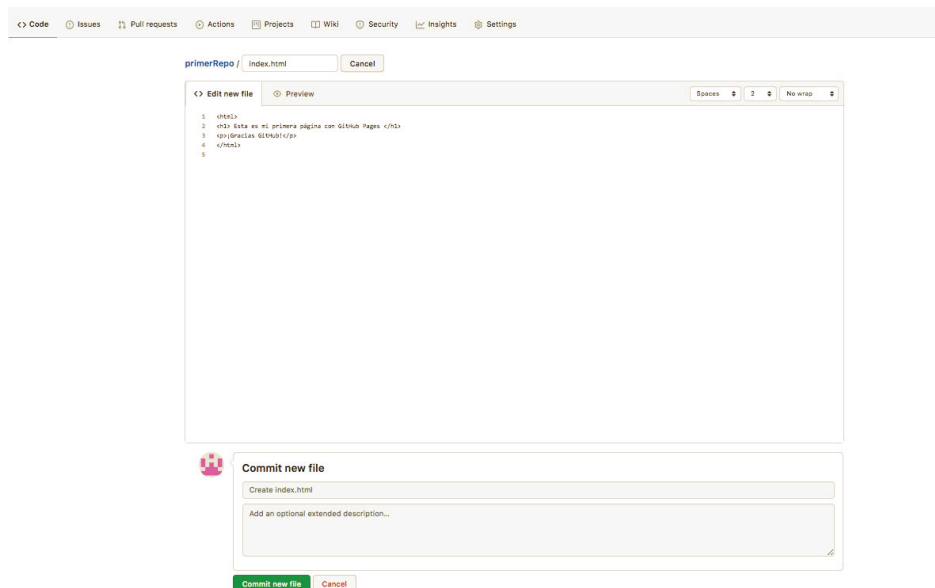 <> Code Issues Pull requests Actions Projects Wiki Security Insights Settings
primerRepo / index.html Cancel
<> Edit new file Preview Spaces 2 No wrap
1 <html>
2 <h1> Esta es mi primera página con GitHub Pages </h1>
3 <p>¡Gracias GitHub!</p>
4 </html>
5
Commit new file
Create index.html
Add an optional extended description...
Commit new file Cancel